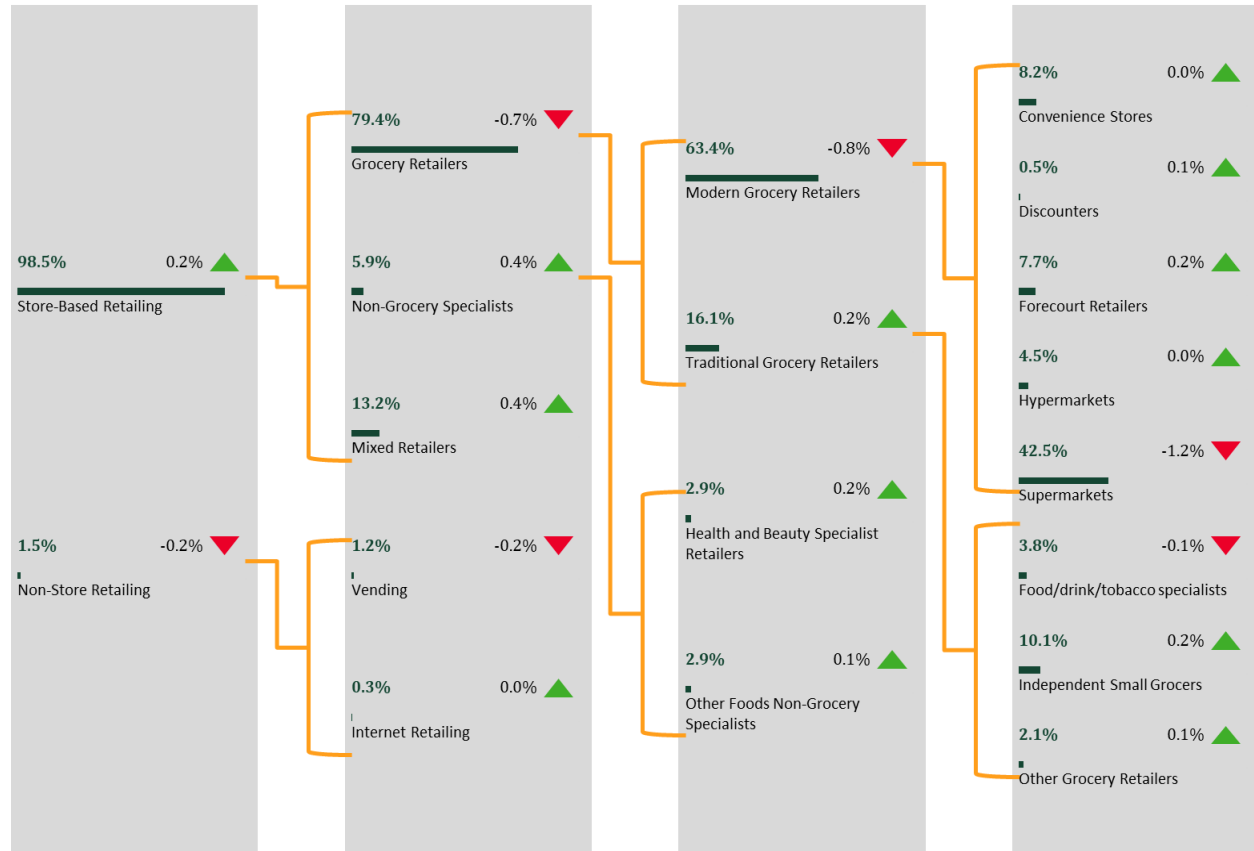 98.5% 0.2%
Store-Based Retailing
1.5% -0.2%
Non-Store Retailing
79.4% -0.7%
Grocery Retailers
5.9% 0.4%
Non-Grocery Specialists
13.2% 0.4%
Mixed Retailers
1.2% -0.2%
Vending
0.3% 0.0%
Internet Retailing
63.4% -0.8%
Modern Grocery Retailers
16.1% 0.2%
Traditional Grocery Retailers
2.9% 0.2%
Health and Beauty Specialist
Retailers
2.9% 0.1%
Other Foods Non-Grocery
Specialists
8.2% 0.0%
Convenience Stores
0.5% 0.1%
Discounters
7.7% 0.2%
Forecourt Retailers
4.5% 0.0%
Hypermarkets
42.5% -1.2%
Supermarkets
3.8% -0.1%
Food/drink/tobacco specialists
10.1% 0.2%
Independent Small Grocers
2.1% 0.1%
Other Grocery Retailers